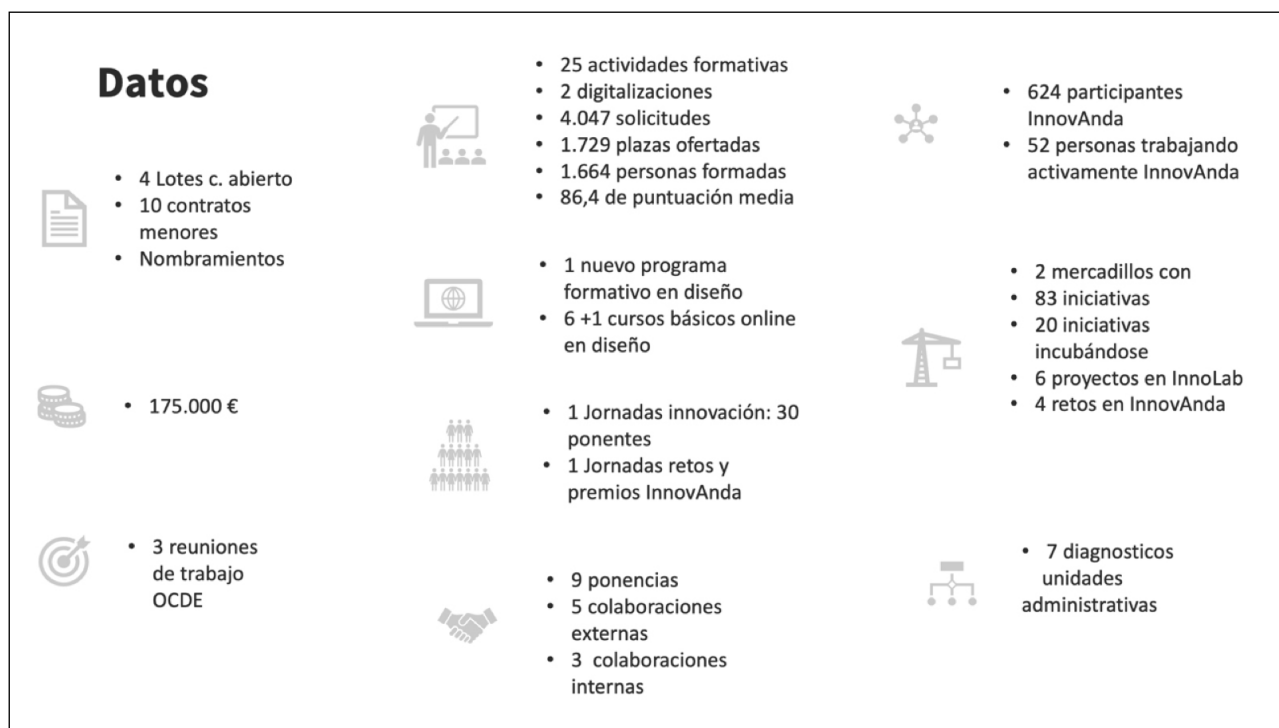 Datos
• 4 Lotes c. abierto
• 10 contratos
menores
• Nombramientos
• 175.000 €
• 3 reuniones
de trabajo
OCDE
• 25 actividades formativas
• 2 digitalizaciones
• 4.047 solicitudes
• 1.729 plazas ofertadas
• 1.664 personas formadas
• 86,4 de puntuación media
• 1 nuevo programa
formativo en diseño
• 6 +1 cursos básicos online
en diseño
• 1 Jornadas innovación: 30
ponentes
• 1 Jornadas retos y
premios InnovAnda
• 9 ponencias
• 5 colaboraciones
externas
• 3 colaboraciones
internas
• 624 participantes
InnovAnda
• 52 personas trabajando
activamente InnovAnda
• 2 mercadillos con
• 83 iniciativas
• 20 iniciativas
incubándose
• 6 proyectos en InnoLab
• 4 retos en InnovAnda
• 7 diagnosticos
unidades
administrativas